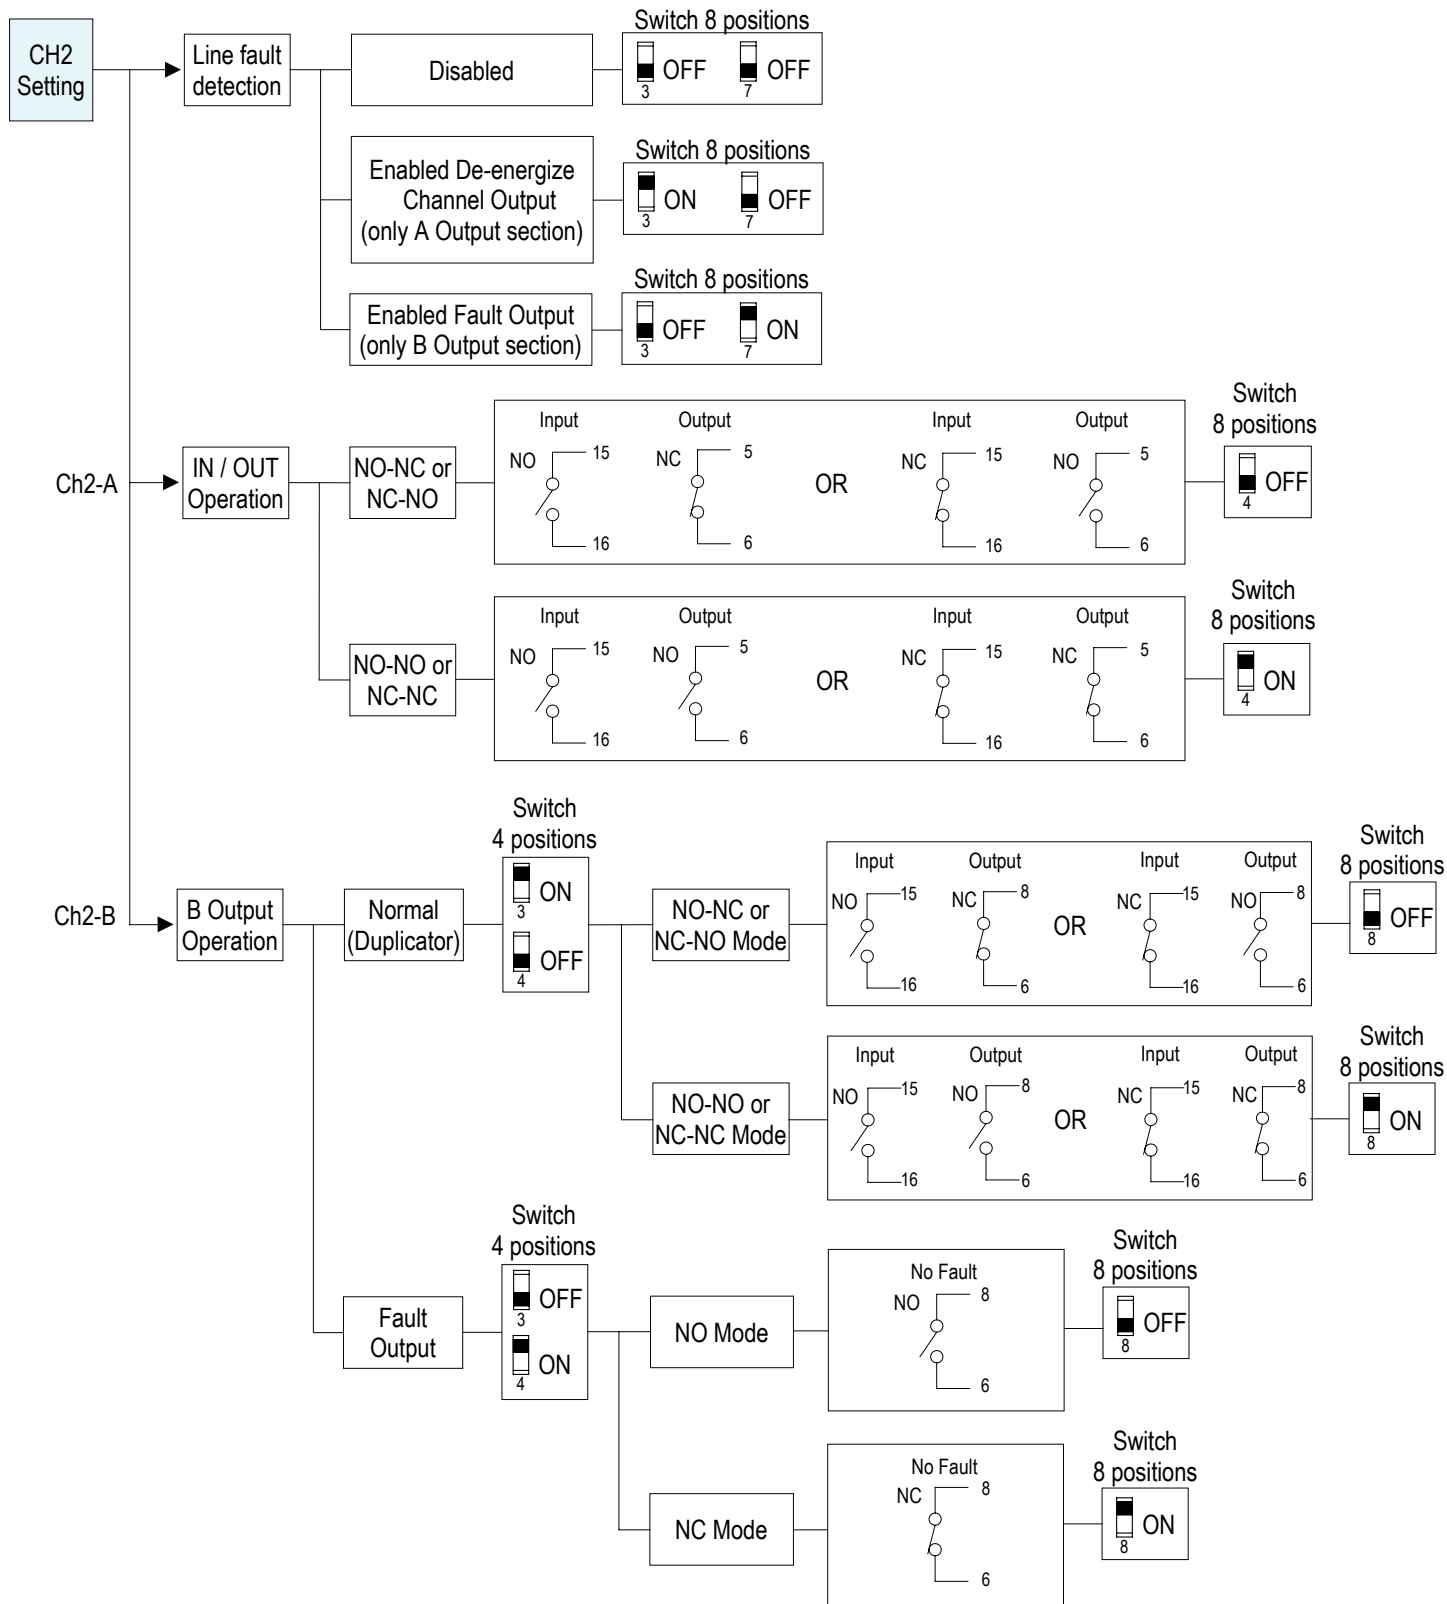 CH2
Setting
Line fault
detection
Disabled
Switch 8 positions
OFF
3
OFF
7
Enabled De-energize
Channel Output
(only A Output section)
Switch 8 positions
ON
3
OFF
7
Enabled Fault Output
(only B Output section)
Switch 8 positions
OFF
3
ON
7
Ch2-A
IN / OUT
Operation
NO-NC or
NC-NO
Input
NO
15
16
Output
NC
5
6
OR
Input
NC
15
16
Output
NO
5
6
Switch
8 positions
OFF
4
NO-NO or
NC-NC
Input
NO
15
16
Output
NO
5
6
OR
Input
NC
15
16
Output
NC
5
6
Switch
8 positions
ON
4
Ch2-B
B Output
Operation
Normal
(Duplicator)
Switch
4 positions
ON
3
OFF
4
NO-NC or
NC-NO Mode
Input
NO
15
16
Output
NC
8
6
OR
Input
NC
15
16
Output
NO
8
6
Switch
8 positions
OFF
8
NO-NO or
NC-NC Mode
Input
NO
15
16
Output
NO
8
6
OR
Input
NC
15
16
Output
NC
8
6
Switch
8 positions
ON
8
Fault
Output
Switch
4 positions
OFF
3
ON
4
NO Mode
No Fault
NO
8
6
Switch
8 positions
OFF
8
NC Mode
No Fault
NC
8
6
Switch
8 positions
ON
8